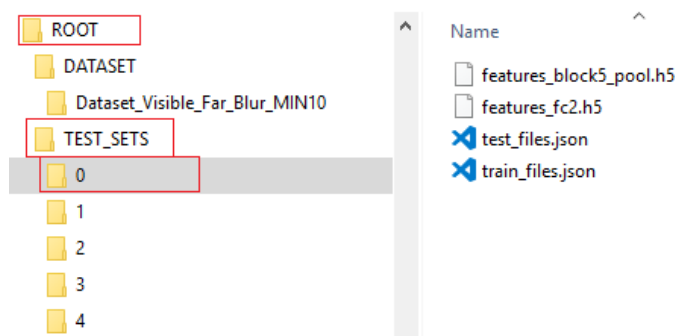 ROOT
DATASET
Dataset_Visible_Far_Blur_MIN10
TEST_SETS
0
1
2
3
4
Name
features_block5_pool.h5
features_fc2.h5
test_files.json
train_files.json